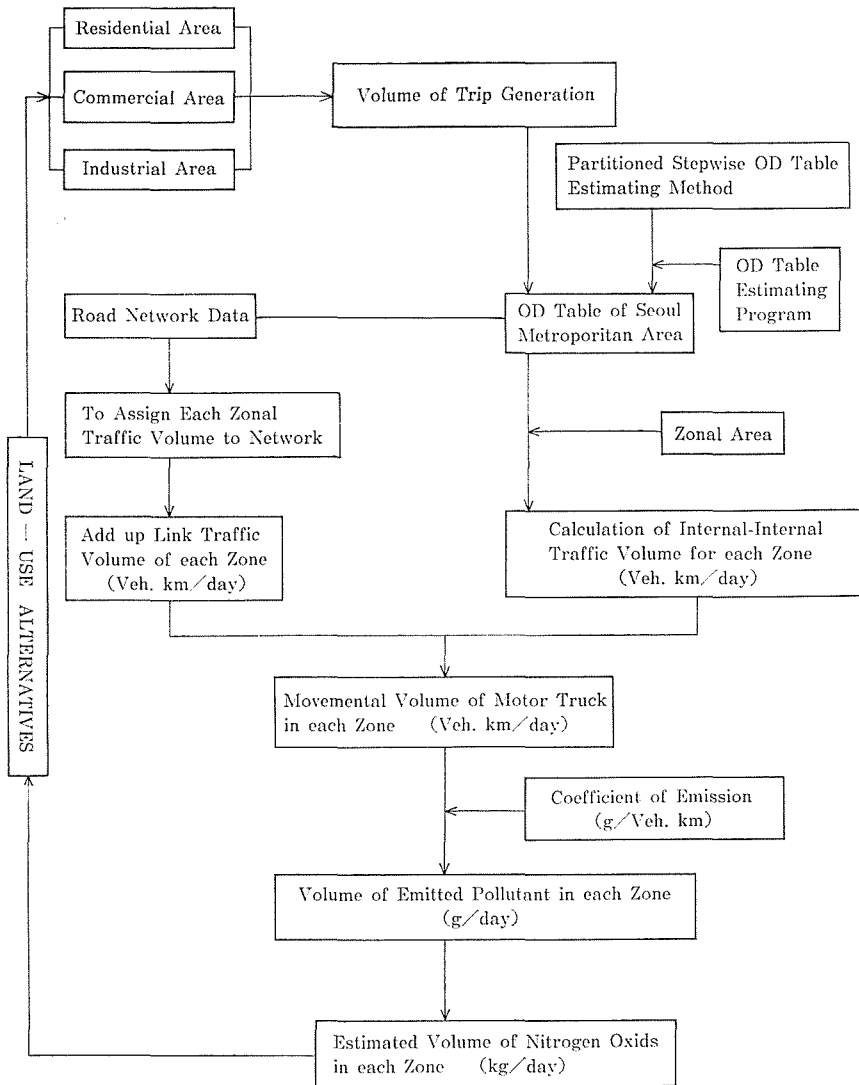 Residential Area
Commercial Area
Industrial Area
Volume of Trip Generation
Partitioned Stepwise OD Table
Estimating Method
OD Table
Estimating
Program
Road Network Data
OD Table of Seoul
Metroporitan Area
To Assign Each Zonal
Traffic Volume to Network
Zonal Area
LAND — USE ALTERNATIVES
Add up Link Traffic
Volume of each Zone
(Veh. km/day)
Calculation of Internal-Internal
Traffic Volume for each Zone
(Veh. km/day)
Movemental Volume of Motor Truck
in each Zone (Veh. km/day)
Coefficient of Emission
(g/Veh. km)
Volume of Emitted Pollutant in each Zone
(g/day)
Estimated Volume of Nitrogen Oxids
in each Zone (kg/day)